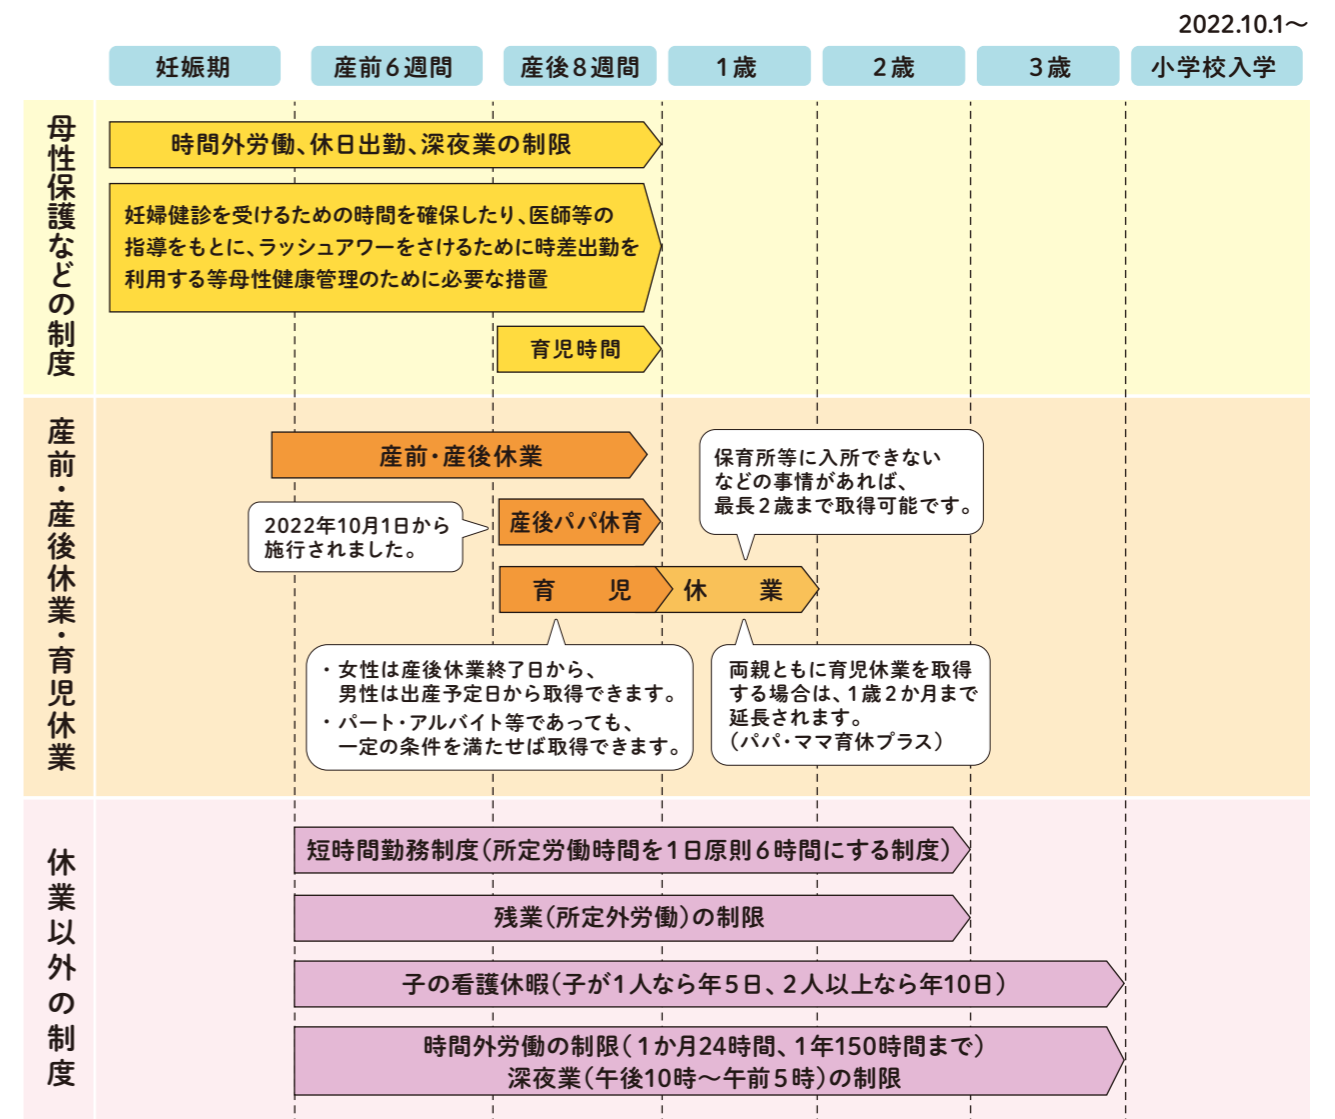 2022.10.1～
妊娠期
産前6週間
産後8週間
1歳
2歳
3歳
小学校入学
母性保護などの制度
時間外労働、休日出勤、深夜業の制限
妊婦健診を受けるための時間を確保したり、医師等の
指導をもとに、ラッシュアワーをさけるために時差出勤を
利用する等母性健康管理のために必要な措置
育児時間
産前・産後休業・育児休業
産前・産後休業
2022年10月1日から
施行されました。
産後パパ休育
保育所等に入所できない
などの事情があれば、
最長2歳まで取得可能です。
育児休業
・女性は産後休業終了日から、
男性は出産予定日から取得できます。
・パート・アルバイト等であっても、
一定の条件を満たせば取得できます。
両親ともに育児休業を取得
する場合は、1歳2か月まで
延長されます。
（パパ・ママ育休プラス）
休業以外の制度
短時間勤務制度（所定労働時間を1日原則6時間にする制度）
残業（所定外労働）の制限
子の看護休暇（子が1人なら年5日、2人以上なら年10日）
時間外労働の制限（1か月24時間、1年150時間まで）
深夜業（午後10時～午前5時）の制限